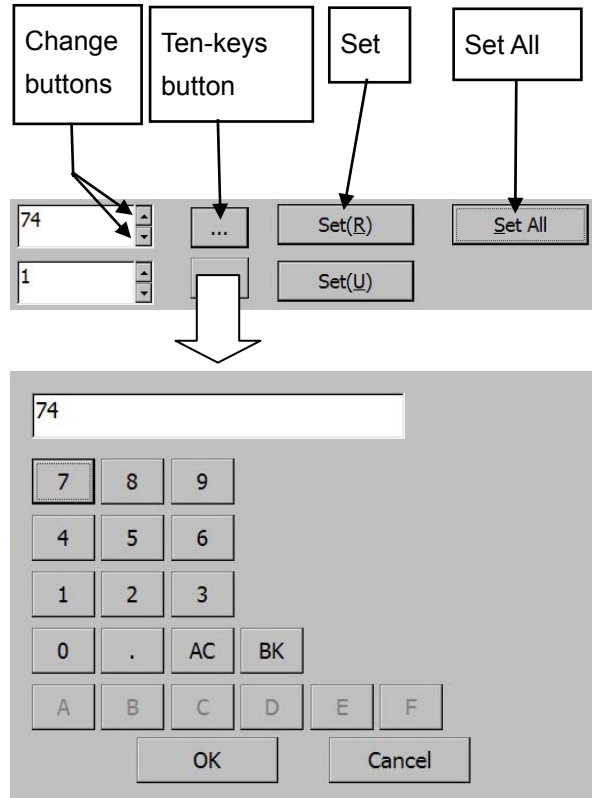 Change
buttons
Ten-keys
button
Set
Set All
74
...
Set(R)
Set All
1
Set(U)
74
7 8 9
4 5 6
1 2 3
0 . AC BK
A B C D E F
OK Cancel